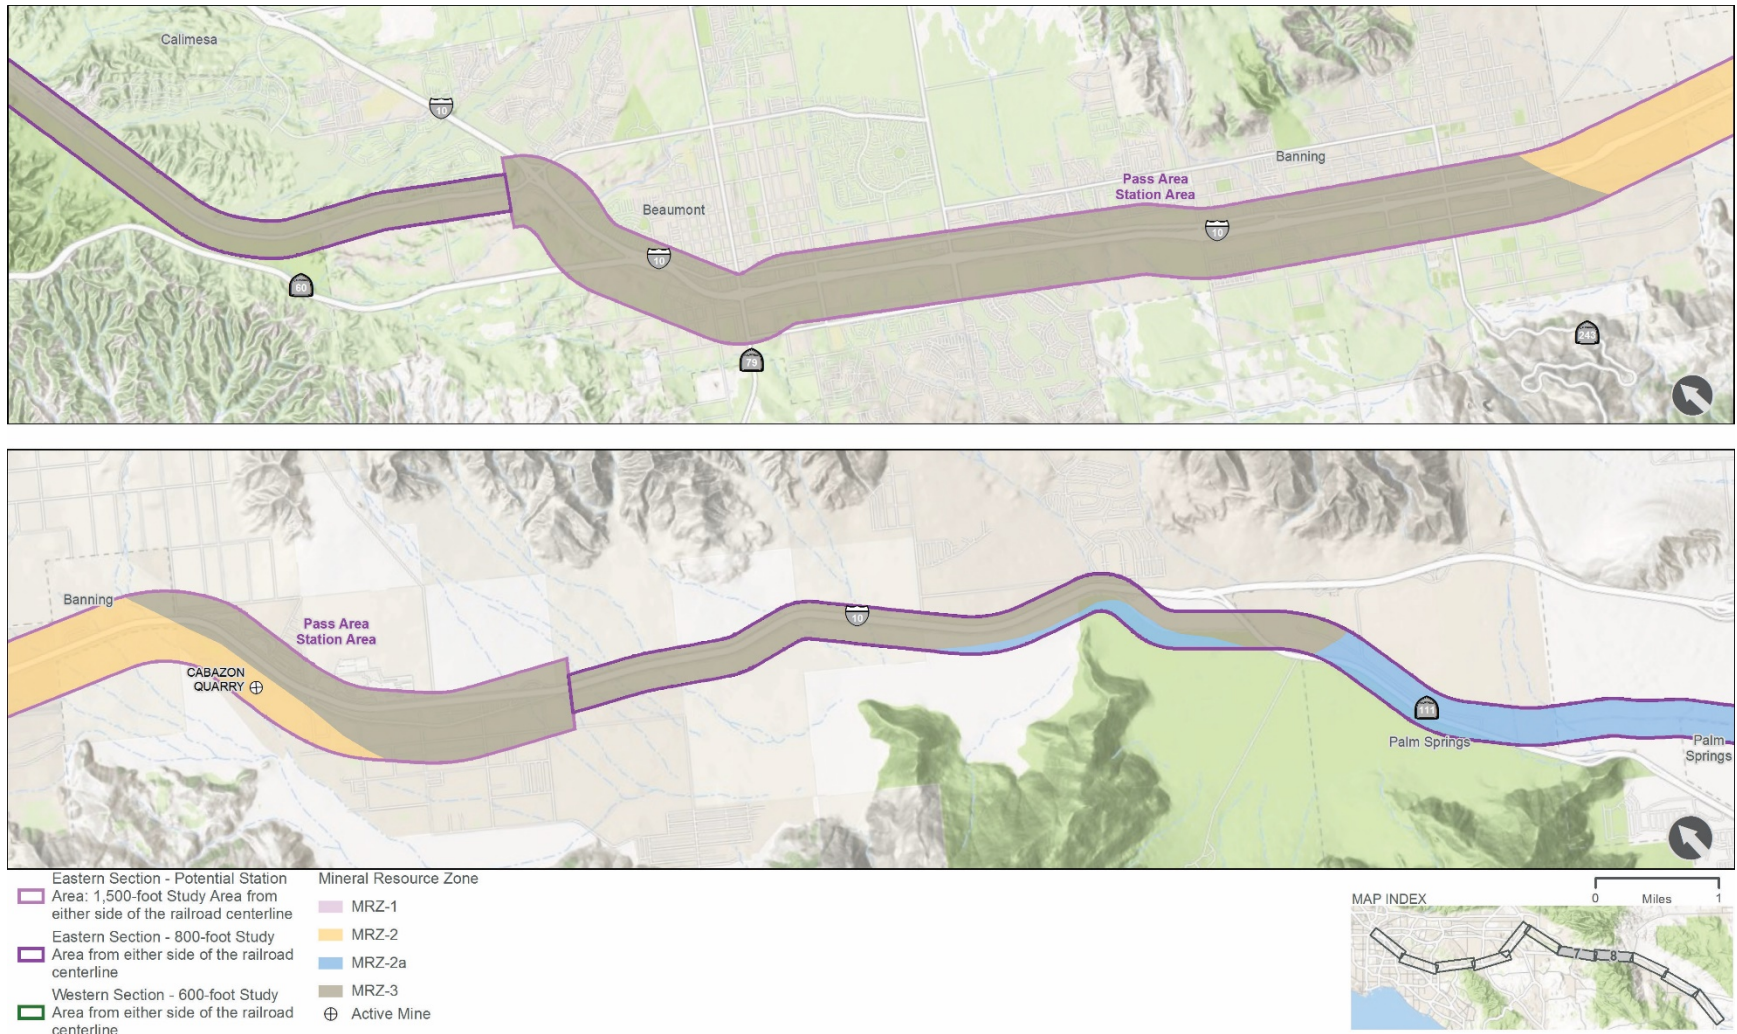 Calimesa
10
Beaumont
10
60
79
Pass Area
Station Area
Banning
10
243
Banning
Pass Area
Station Area
CABAZON
QUARRY
10
111
Palm Springs
Palm
Springs
Eastern Section - Potential Station
Area: 1,500-foot Study Area from
either side of the railroad centerline
Eastern Section - 800-foot Study
Area from either side of the railroad
centerline
Western Section - 600-foot Study
Area from either side of the railroad
centerline
Mineral Resource Zone
MRZ-1
MRZ-2
MRZ-2a
MRZ-3
Active Mine
MAP INDEX
0 Miles 1
7
8